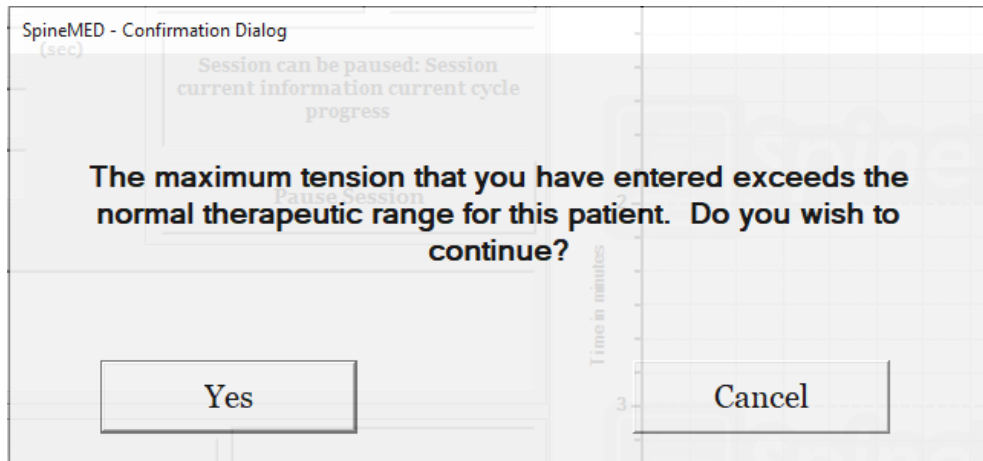 SpineMED - Confirmation Dialog
(sec)
Session can be paused: Session
current information current cycle
progress
The maximum tension that you have entered exceeds the
Pause Session
normal therapeutic range for this patient.  Do you wish to
continue?
2
Time in minutes
Yes
Cancel
3
Spine